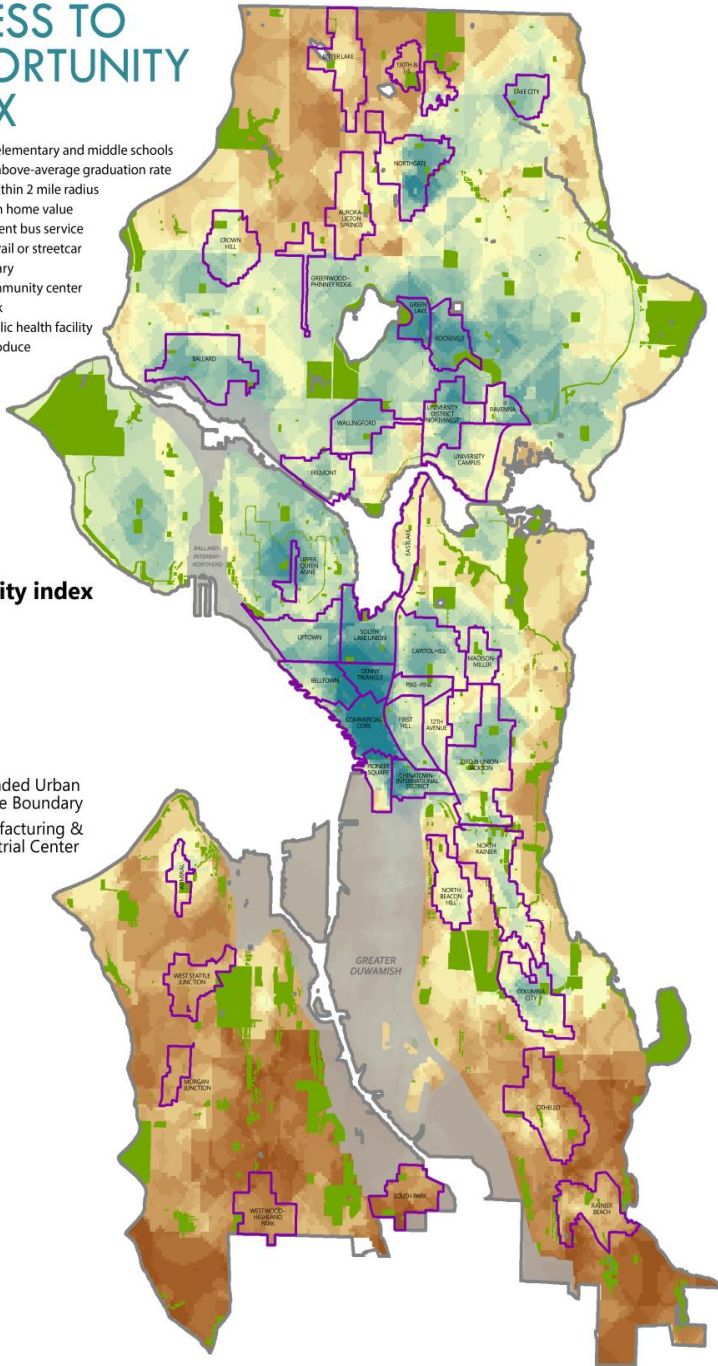 ESS TO
ORTUNITY
X
elementary and middle schools
above-average graduation rate
ithin 2 mile radius
n home value
ent bus service
rail or streetcar
ary
mmunity center
k
lic health facility
oduce
BITTER LAKE
130TH &
I-5
LAKE CITY
NORTHGATE
AURORA-
LICTON
SPRINGS
CROWN
HILL
GREENWOOD–
PHINNEY RIDGE
GREEN
LAKE
ROOSEVELT
BALLARD
WALLINGFORD
UNIVERSITY
DISTRICT
NORTHWEST
RAVENNA
UNIVERSITY
CAMPUS
FREMONT
EASTLAKE
BALLARD-
INTERBAY-
NORTHEND
UPPER
QUEEN
ANNE
ity index
UPTOWN
SOUTH
LAKE UNION
CAPITOL HILL
MADISON-
MILLER
BELLTOWN
DENNY
TRIANGLE
PIKE-PINE
COMMERCIAL
CORE
FIRST
HILL
12TH
AVENUE
23RD & UNION-
JACKSON
PIONEER
SQUARE
CHINATOWN-
INTERNATIONAL
DISTRICT
nded Urban
e Boundary
facturing &
trial Center
NORTH
RAINIER
ADMIRAL
NORTH
BEACON
HILL
GREATER
DUWAMISH
WEST SEATTLE
JUNCTION
COLUMBIA
CITY
MORGAN
JUNCTION
OTHELLO
SOUTH PARK
WESTWOOD-
HIGHLAND
PARK
RAINIER
BEACH